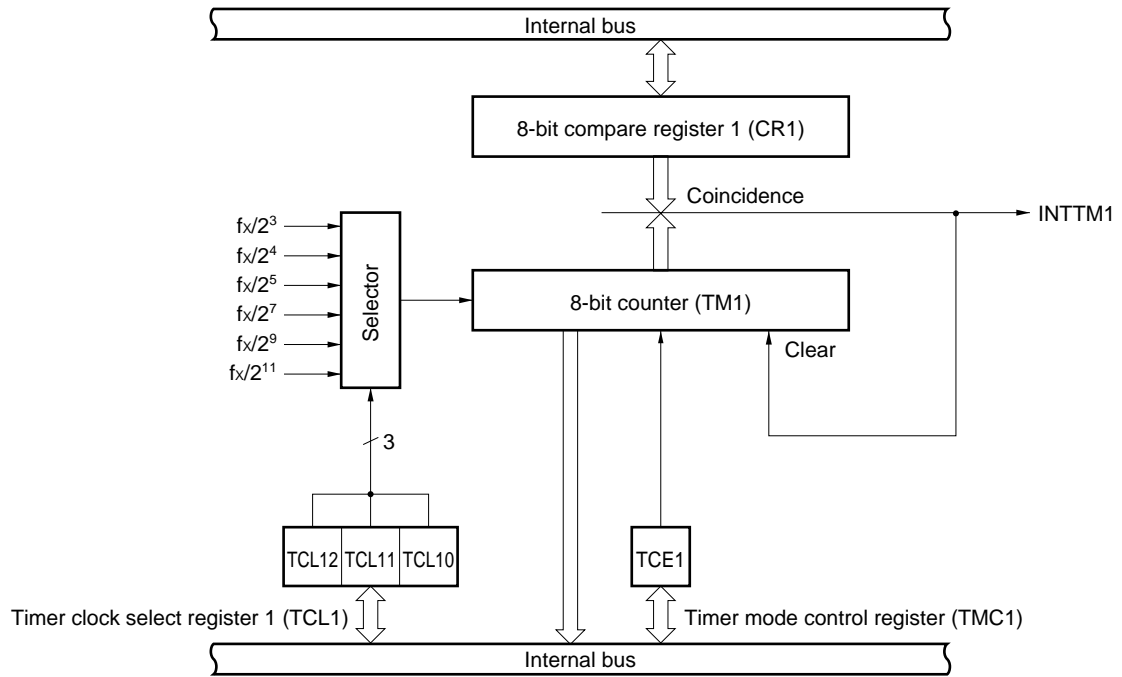 Internal bus
8-bit compare register 1 (CR1)
Coincidence
INTTM1
fx/2³
fx/2⁴
fx/2⁵
fx/2⁷
fx/2⁹
fx/2¹¹
Selector
8-bit counter (TM1)
Clear
3
TCL12 TCL11 TCL10
TCE1
Timer clock select register 1 (TCL1)
Timer mode control register (TMC1)
Internal bus